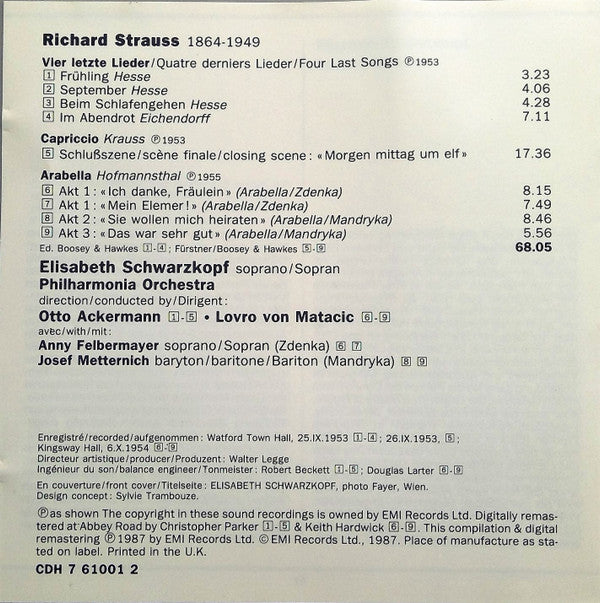 Richard Strauss 1864-1949
Vier letzte Lieder/Quatre derniers Lieder/Four Last Songs Ⓟ1953
1 Frühling Hesse 3.23
2 September Hesse 4.06
3 Beim Schlafengehen Hesse 4.28
4 Im Abendrot Eichendorff 7.11
Capriccio Krauss Ⓟ1953
5 Schlußszene/scène finale/closing scene: «Morgen mittag um elf» 17.36
Arabella Hofmannsthal Ⓟ1955
6 Akt 1: «Ich danke, Fräulein» (Arabella/Zdenka) 8.15
7 Akt 1: «Mein Elemer!» (Arabella/Zdenka) 7.49
8 Akt 2: «Sie wollen mich heiraten» (Arabella/Mandryka) 8.46
9 Akt 3: «Das war sehr gut» (Arabella/Mandryka) 5.56
Ed. Boosey & Hawkes 1-4; Fürstner/Boosey & Hawkes 5-9 68.05
Elisabeth Schwarzkopf soprano/Sopran
Philharmonia Orchestra
direction/conducted by/Dirigent:
Otto Ackermann 1-5 • Lovro von Matacic 6-9
avec/with/mit:
Anny Felbermayer soprano/Sopran (Zdenka) 6 7
Josef Metternich baryton/baritone/Bariton (Mandryka) 8 9
Enregistré/recorded/aufgenommen: Watford Town Hall, 25.IX.1953 1-4; 26.IX.1953, 5;
Kingsway Hall, 6.X.1954 6-9
Directeur artistique/producer/Produzent: Walter Legge
Ingénieur du son/balance engineer/Tonmeister: Robert Beckett 1-5; Douglas Larter 6-9
En couverture/front cover/Titelseite: ELISABETH SCHWARZKOPF, photo Fayer, Wien.
Design concept: Sylvie Trambouze.
Ⓟas shown The copyright in these sound recordings is owned by EMI Records Ltd. Digitally remas-
tered at Abbey Road by Christopher Parker 1-5 & Keith Hardwick 6-9. This compilation & digital
remastering Ⓟ1987 by EMI Records Ltd. © EMI Records Ltd., 1987. Place of manufacture as sta-
ted on label. Printed in the U.K.
CDH 7 61001 2